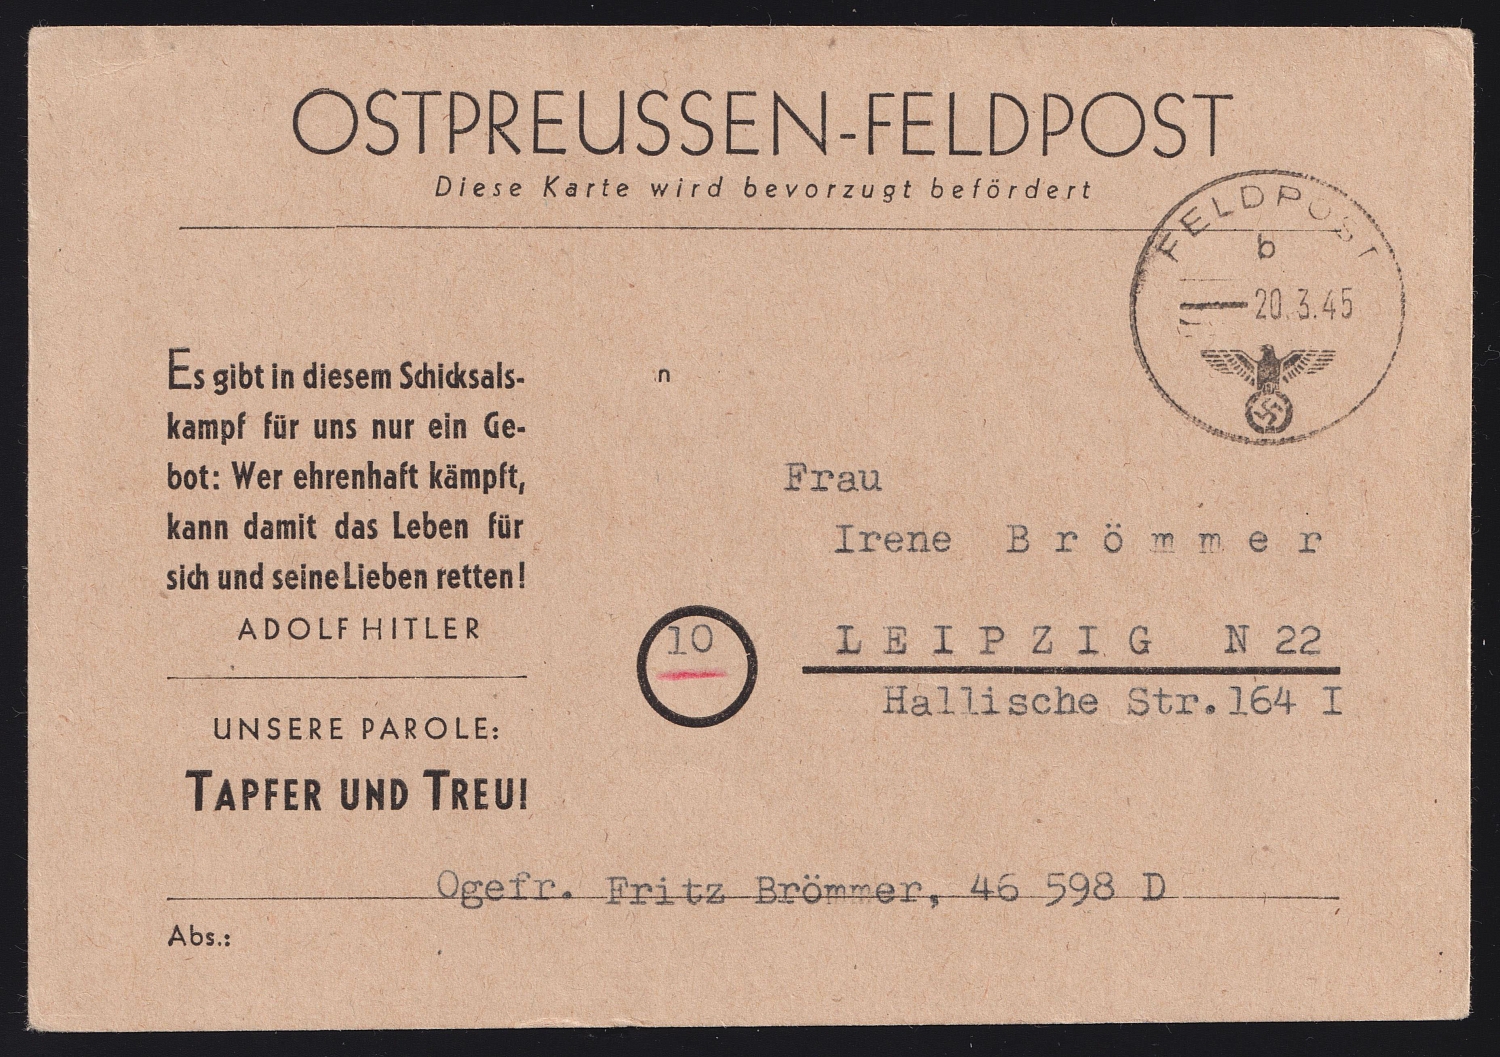 OSTPREUSSEN-FELDPOST
Diese Karte wird bevorzugt befördert
FELDPOST
b
20.3.45
Es gibt in diesem Schicksals-
kampf für uns nur ein Ge-
bot: Wer ehrenhaft kämpft,
kann damit das Leben für
sich und seine Lieben retten!
ADOLF HITLER
UNSERE PAROLE:
TAPFER UND TREU!
n
Frau
Irene Brömmer
10
LEIPZIG N 22
Hallische Str.164 I
Ogefr. Fritz Brömmer, 46 598 D
Abs.: